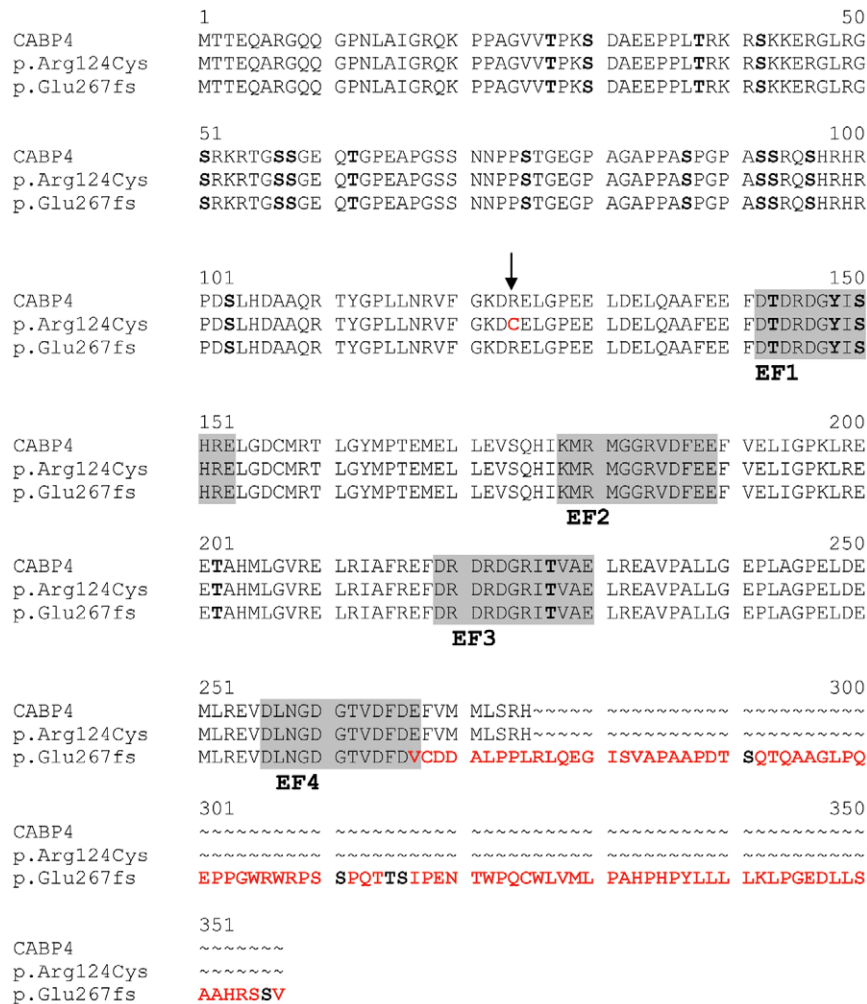 1 50
CABP4 MTTEQARGQQ GPNLAIGRQK PPAGVVTPKS DAEEPPLTRK RSKKERGLRG
p.Arg124Cys MTTEQARGQQ GPNLAIGRQK PPAGVVTPKS DAEEPPLTRK RSKKERGLRG
p.Glu267fs MTTEQARGQQ GPNLAIGRQK PPAGVVTPKS DAEEPPLTRK RSKKERGLRG
51 100
CABP4 SRKRTGSSGE QTGPEAPGSS NNPPSTGEGP AGAPPASPGP ASSRQSHRHR
p.Arg124Cys SRKRTGSSGE QTGPEAPGSS NNPPSTGEGP AGAPPASPGP ASSRQSHRHR
p.Glu267fs SRKRTGSSGE QTGPEAPGSS NNPPSTGEGP AGAPPASPGP ASSRQSHRHR
101 150
CABP4 PDSLHDAAQR TYGPLLNRVF GKDRELGPEE LDELQAAFEE FDTDRDGYIS
p.Arg124Cys PDSLHDAAQR TYGPLLNRVF GKDCELGPEE LDELQAAFEE FDTDRDGYIS
p.Glu267fs PDSLHDAAQR TYGPLLNRVF GKDRELGPEE LDELQAAFEE FDTDRDGYIS
EF1
151 200
CABP4 HRELGDCMRT LGYMPTEMEL LEVSQHIKMR MGGRVDFEEF VELIGPKLRE
p.Arg124Cys HRELGDCMRT LGYMPTEMEL LEVSQHIKMR MGGRVDFEEF VELIGPKLRE
p.Glu267fs HRELGDCMRT LGYMPTEMEL LEVSQHIKMR MGGRVDFEEF VELIGPKLRE
EF2
201 250
CABP4 ETAHMLGVRE LRIAFREFDR DRDGRITVAE LREAVPALLG EPLAGPELDE
p.Arg124Cys ETAHMLGVRE LRIAFREFDR DRDGRITVAE LREAVPALLG EPLAGPELDE
p.Glu267fs ETAHMLGVRE LRIAFREFDR DRDGRITVAE LREAVPALLG EPLAGPELDE
EF3
251 300
CABP4 MLREVDLNGD GTVDFDEFVM MLSRH~~~~~ ~~~~~~~~~~ ~~~~~~~~~~
p.Arg124Cys MLREVDLNGD GTVDFDEFVM MLSRH~~~~~ ~~~~~~~~~~ ~~~~~~~~~~
p.Glu267fs MLREVDLNGD GTVDFDVCDD ALPPLRLQEG ISVAPAAPDT SQTQAAGLPQ
EF4
301 350
CABP4 ~~~~~~~~~~ ~~~~~~~~~~ ~~~~~~~~~~ ~~~~~~~~~~ ~~~~~~~~~~
p.Arg124Cys ~~~~~~~~~~ ~~~~~~~~~~ ~~~~~~~~~~ ~~~~~~~~~~ ~~~~~~~~~~
p.Glu267fs EPPGWRWRPS SPQTTSIPEN TWPQCWLVML PAHPHPYLLL LKLPGEDLLS
351
CABP4 ~~~~~~~
p.Arg124Cys ~~~~~~~
p.Glu267fs AAHRSSV